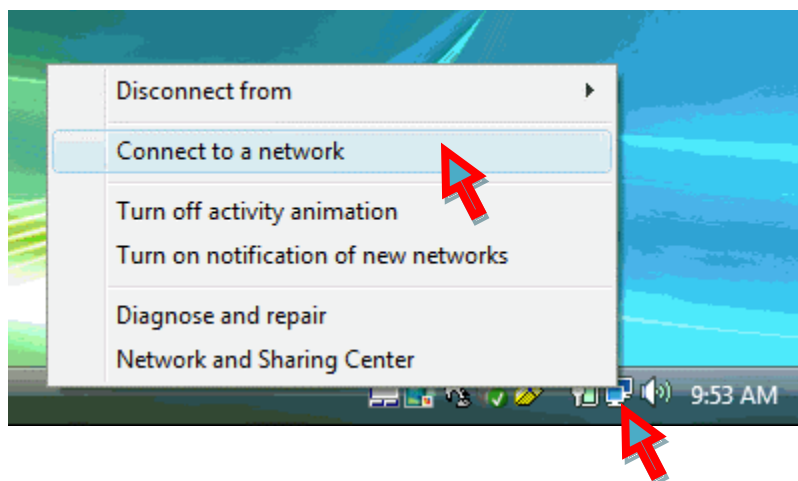 Disconnect from
Connect to a network
Turn off activity animation
Turn on notification of new networks
Diagnose and repair
Network and Sharing Center
9:53 AM